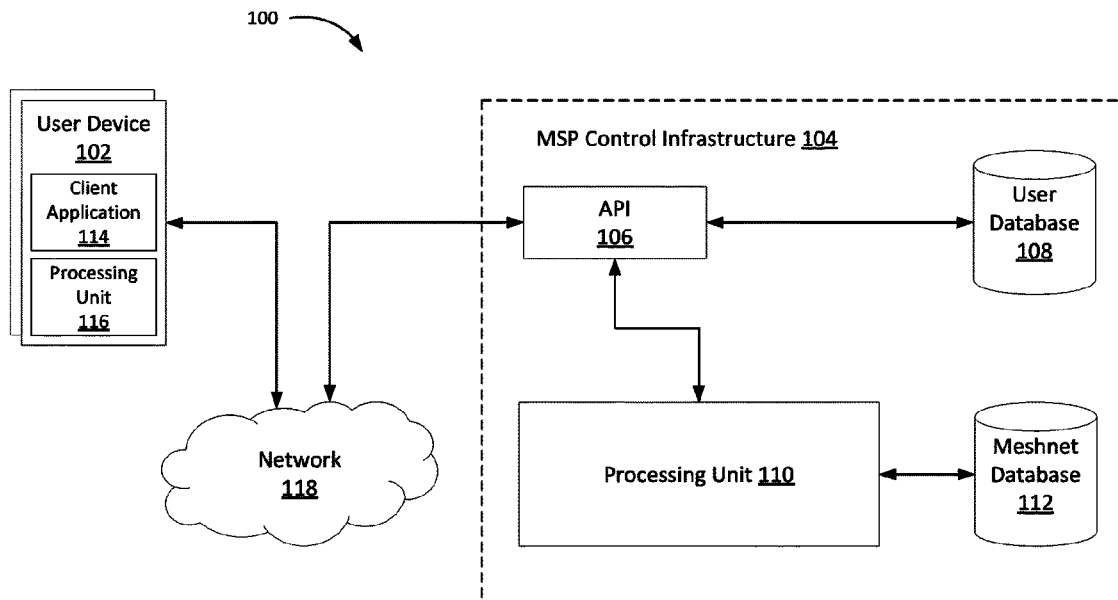 100
User Device
102
Client
Application
114
Processing
Unit
116
MSP Control Infrastructure 104
API
106
User
Database
108
Network
118
Processing Unit 110
Meshnet
Database
112